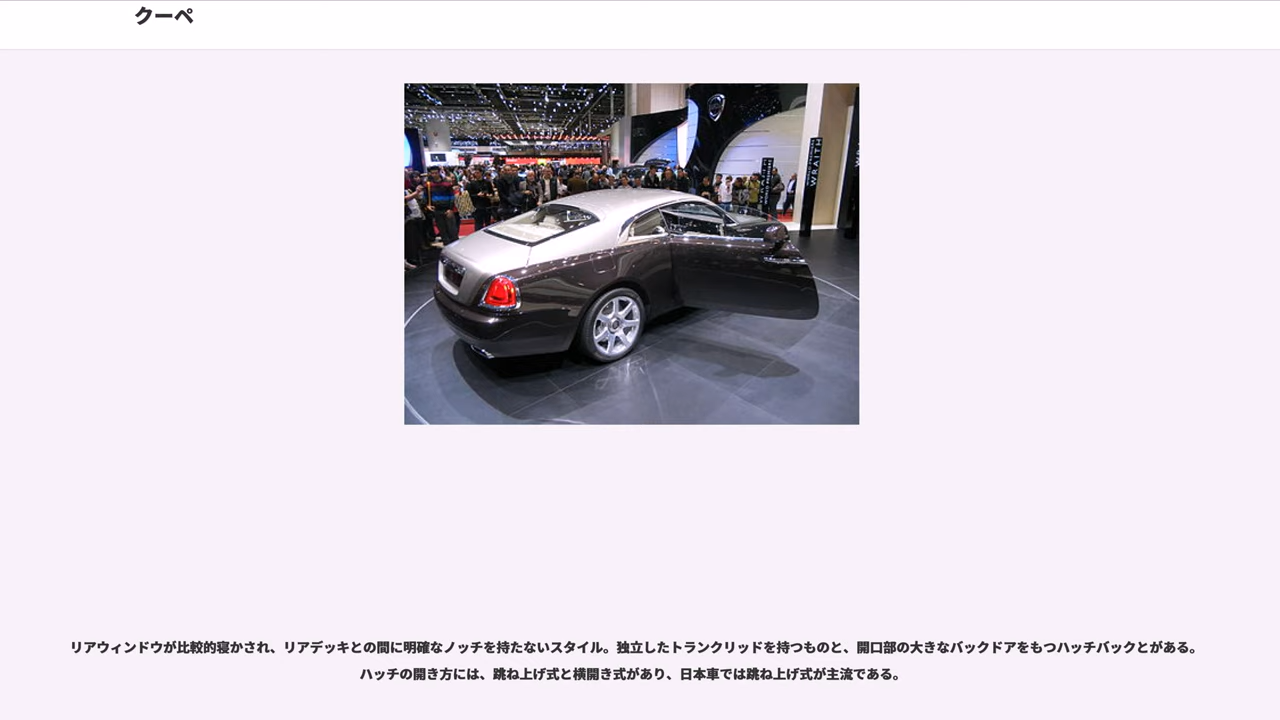 クーペ
WRAITH
リアウィンドウが比較的寝かされ、リアデッキとの間に明確なノッチを持たないスタイル。独立したトランクリッドを持つものと、開口部の大きなバックドアをもつハッチバックとがある。
ハッチの開き方には、跳ね上げ式と横開き式があり、日本車では跳ね上げ式が主流である。